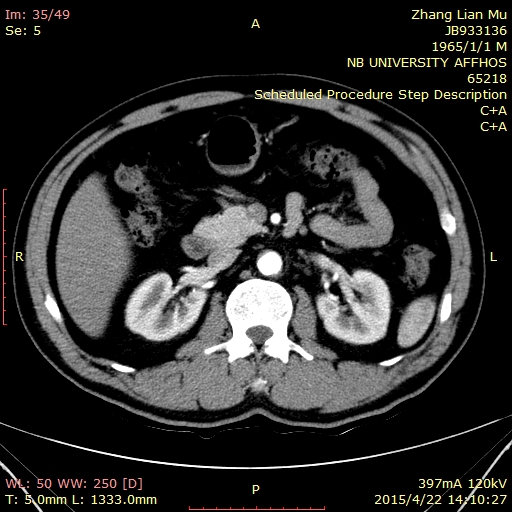 Im: 35/49
Se: 5
A
Zhang Lian Mu
JB933136
1965/1/1 M
NB UNIVERSITY AFFHOS
65218
Scheduled Procedure Step Description
C+A
C+A
R
L
WL: 50 WW: 250 [D]
T: 5.0mm L: 1333.0mm
P
397mA 120kV
2015/4/22 14:10:27